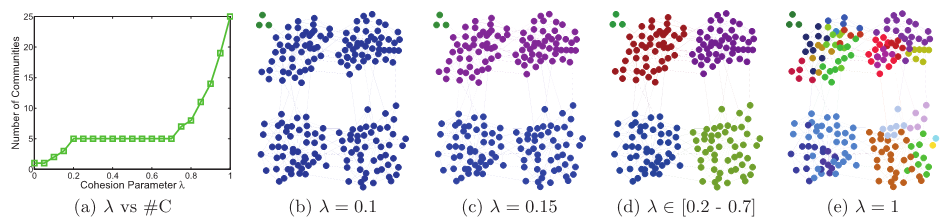 25
20
15
10
5
0
Number of Communities
0 0.2 0.4 0.6 0.8 1
Cohesion Parameter λ
(a) λ vs #C
(b) λ = 0.1
(c) λ = 0.15
(d) λ ∈ [0.2 - 0.7]
(e) λ = 1